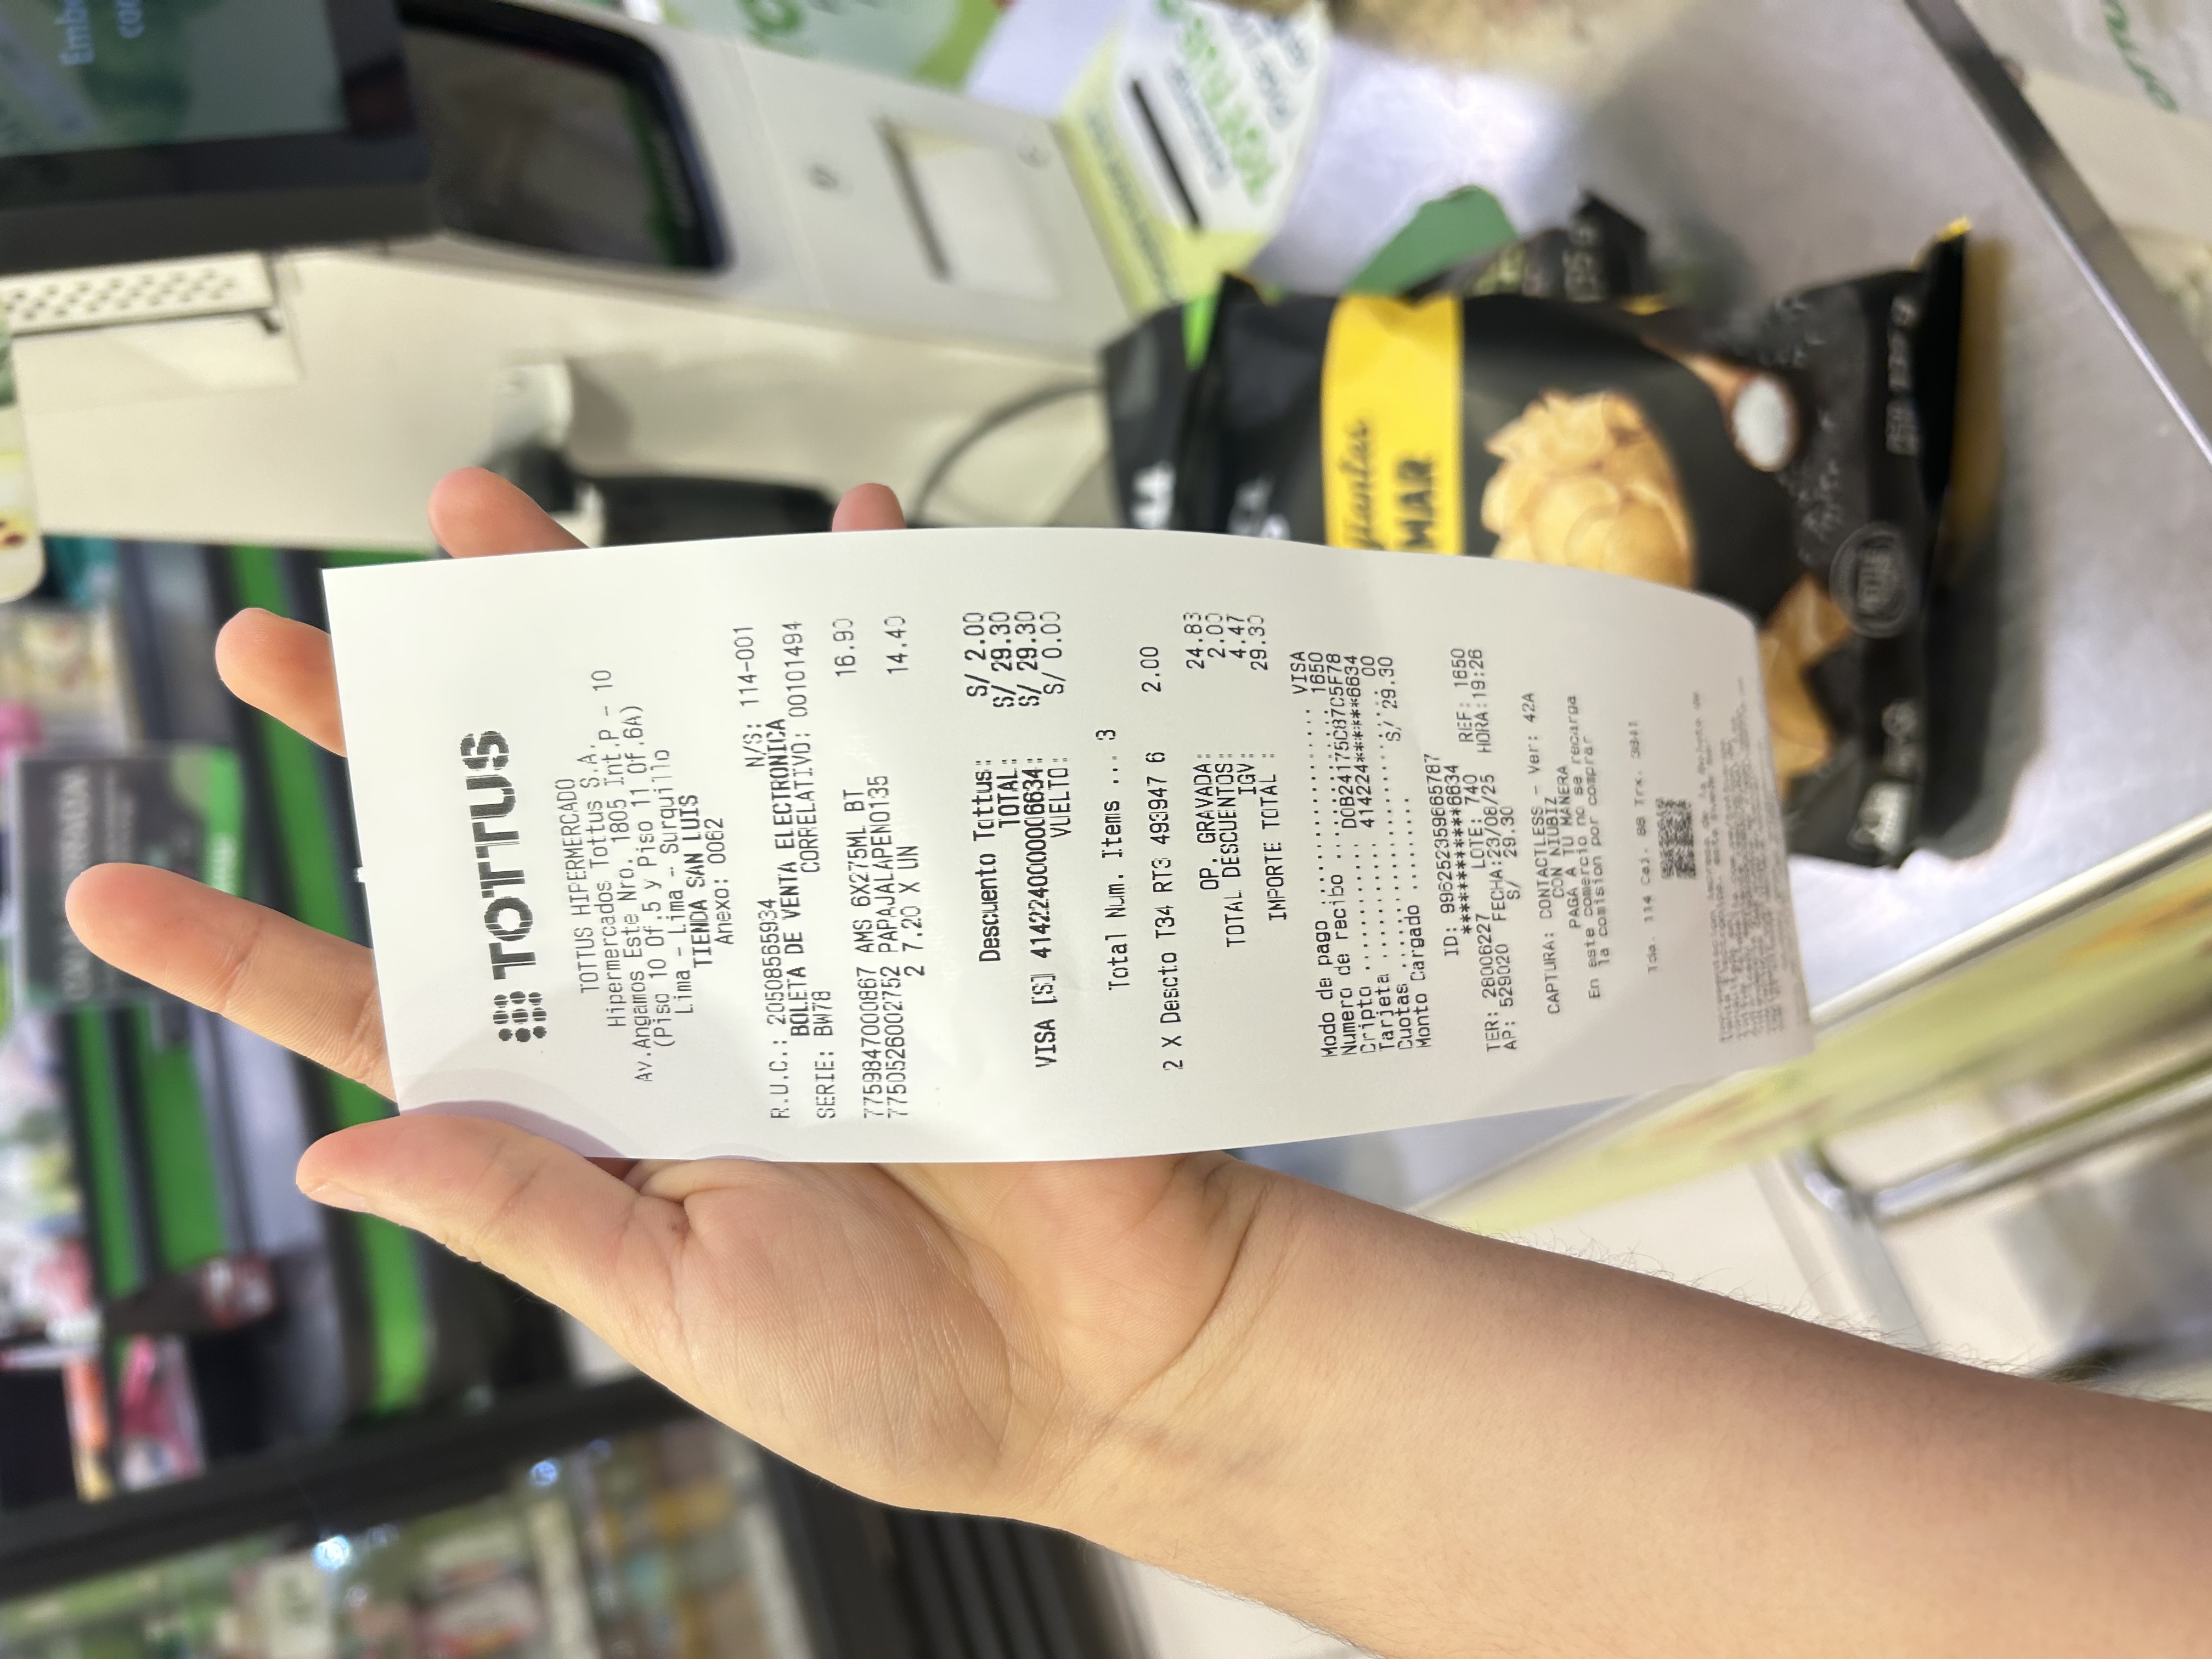 TOTTUS
TOTTUS HIPERMERCADO
Hipermercados Tottus S.A.
Av.Angamos Este Nro. 1805 Int.P - 10
(Piso 10 Of.5 y Piso 11 Of.6A)
Lima - Lima - Surquillo
TIENDA SAN LUIS
Anexo: 0062
R.U.C.: 20508565934 N/S: 114-001
BOLETA DE VENTA ELECTRONICA
SERIE: BW78 CORRELATIVO: 00101494
7759847000867 AMS 6X275ML BT 16.90
7750526002752 PAPAJALAPENO135
2 7.20 X UN 14.40
Descuento Tottus: S/ 2.00
TOTAL: S/ 29.30
VISA [S] 4142240000006634: S/ 29.30
VUELTO: S/ 0.00
Total Num. Items ... 3
2 X Descto T34 RT3 493947 6 2.00
OP. GRAVADA: 24.83
TOTAL DESCUENTOS: 2.00
IGV: 4.47
IMPORTE TOTAL : 29.30
Modo de pago .................. VISA
Numero de recibo ............. 1650
Cripto ........... D0B24175C87C5F78
Tarjeta .......... 414224******6634
Cuotas ......................... 00
Monto Cargado ......... S/ 29.30
ID: 996252359665787
************6634
TER: 28006227 LOTE: 740 REF: 1650
AP: 529020 FECHA:23/08/25 HORA:19:26
S/ 29.30
CAPTURA: CONTACTLESS - Ver: 42A
CON NIUBIZ
PAGA A TU MANERA
En este comercio no se recarga
la comision por comprar
Tda. 114 Caj. 88 Trx. 3841
MAR